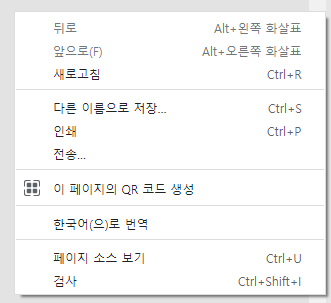 뒤로 Alt+왼쪽 화살표
앞으로(F) Alt+오른쪽 화살표
새로고침 Ctrl+R
다른 이름으로 저장... Ctrl+S
인쇄 Ctrl+P
전송...
이 페이지의 QR 코드 생성
한국어(으)로 번역
페이지 소스 보기 Ctrl+U
검사 Ctrl+Shift+I